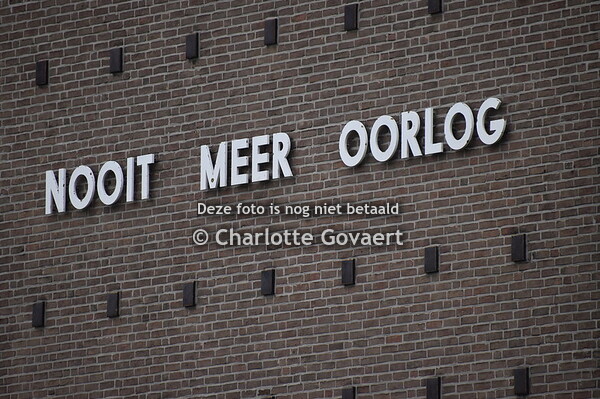 NOOIT MEER OORLOG
Deze foto is nog niet betaald
© Charlotte Govaert